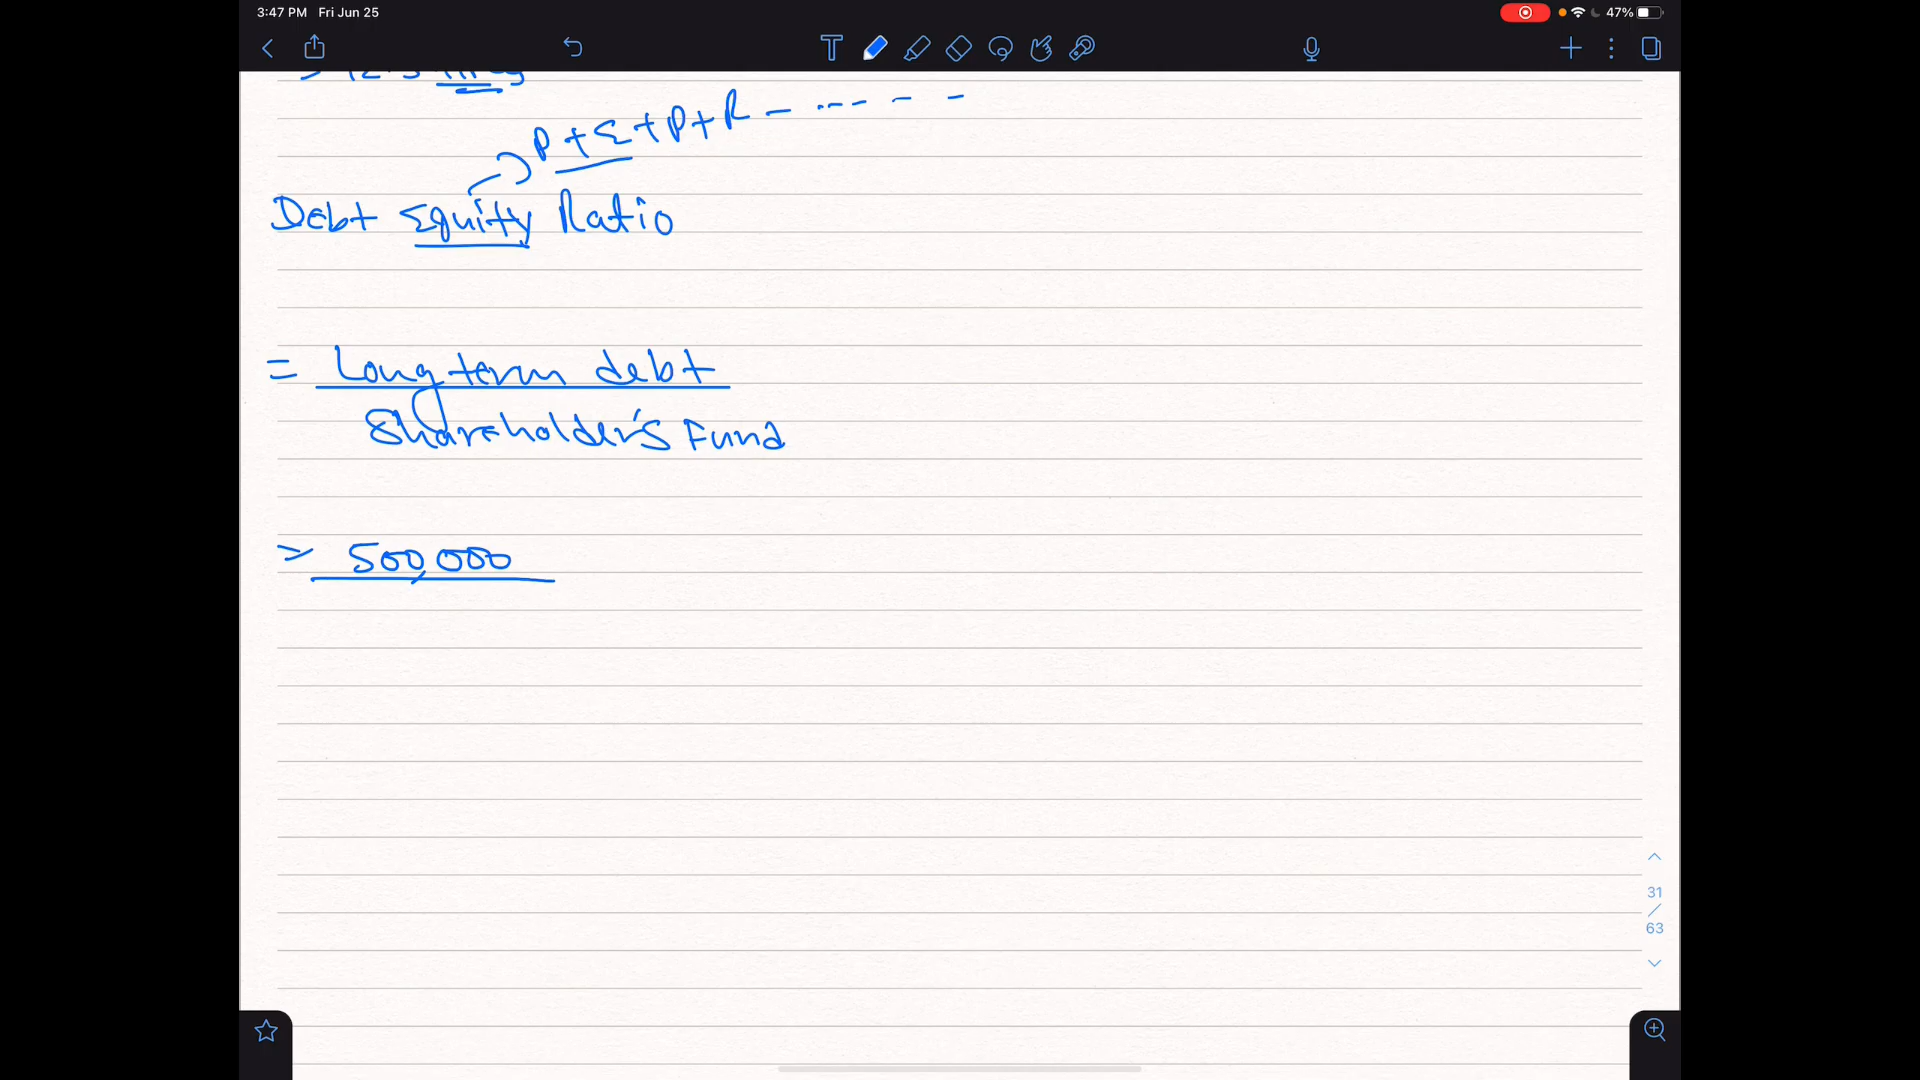 3:47 PM Fri Jun 25
47%
T
P + Σ + P + R - --- - -
Debt Equity Ratio
= Long term debt
Shareholder's Fund
= 500,000
31
/
63